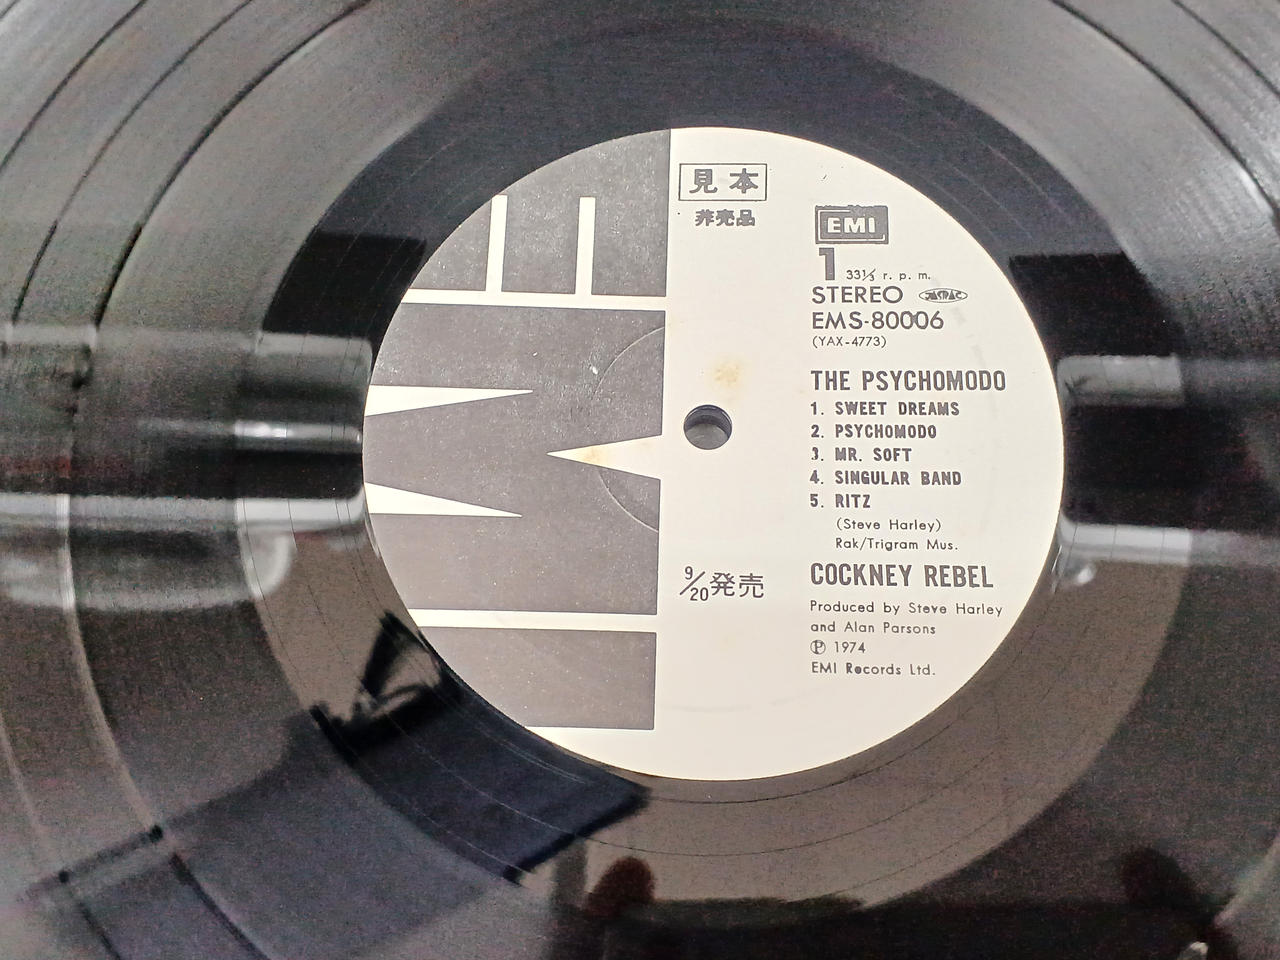 見本
非売品
EMI
1 33⅓ r. p. m.
STEREO JASRAC
EMS-80006
(YAX-4773)
THE PSYCHOMODO
1. SWEET DREAMS
2. PSYCHOMODO
3. MR. SOFT
4. SINGULAR BAND
5. RITZ
(Steve Harley)
Rak/Trigram Mus.
9/20発売
COCKNEY REBEL
Produced by Steve Harley
and Alan Parsons
℗ 1974
EMI Records Ltd.
EMI